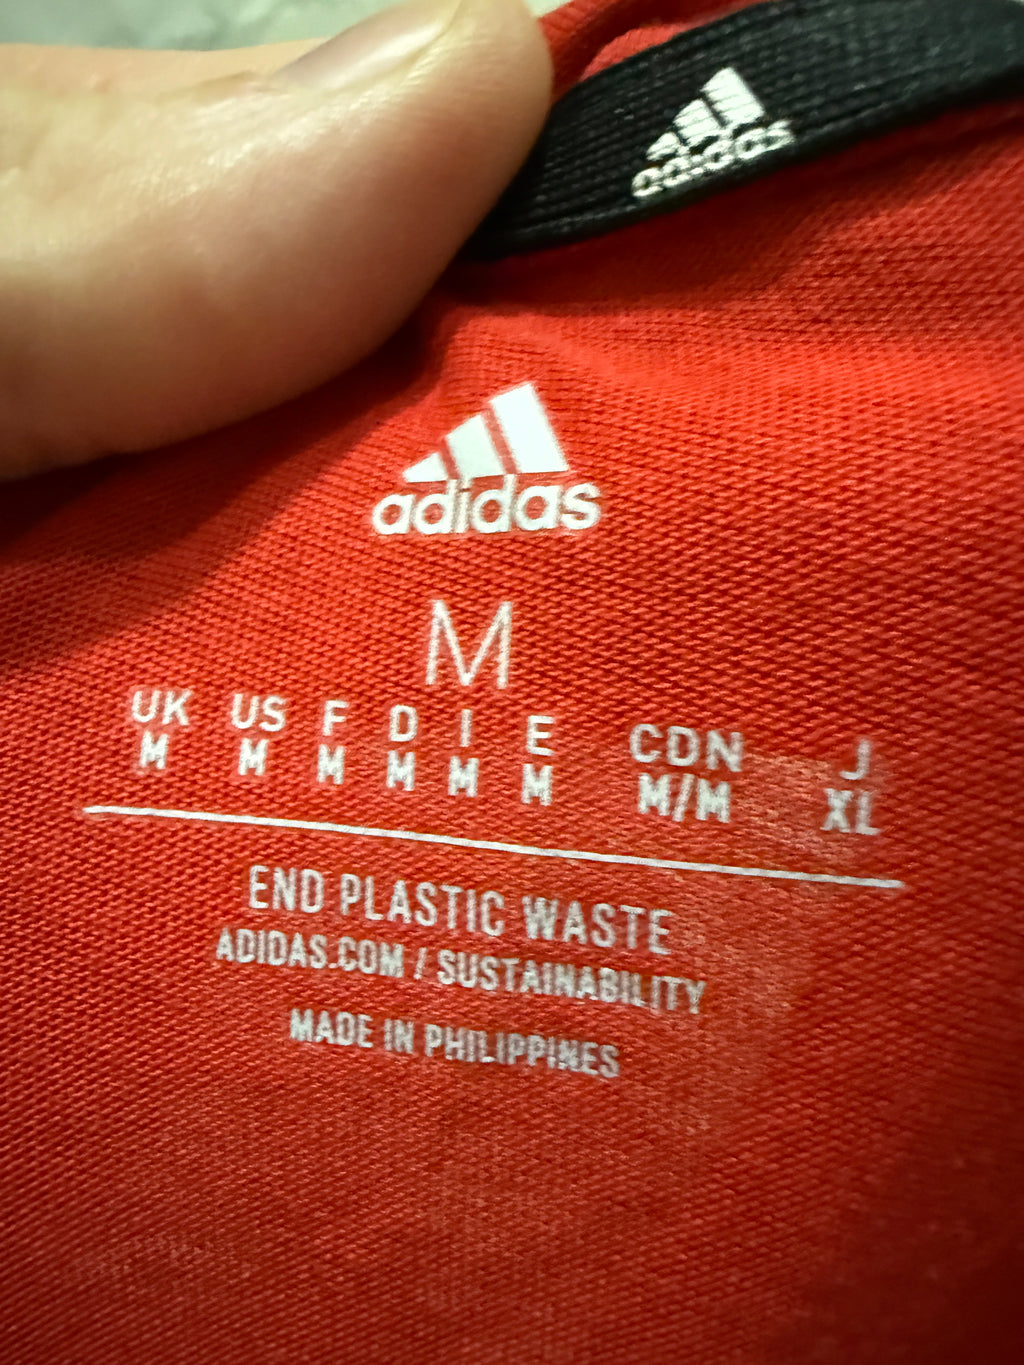 adidas
adidas
M
UK US F D I E CDN J
M M M M M M M/M XL
END PLASTIC WASTE
ADIDAS.COM / SUSTAINABILITY
MADE IN PHILIPPINES